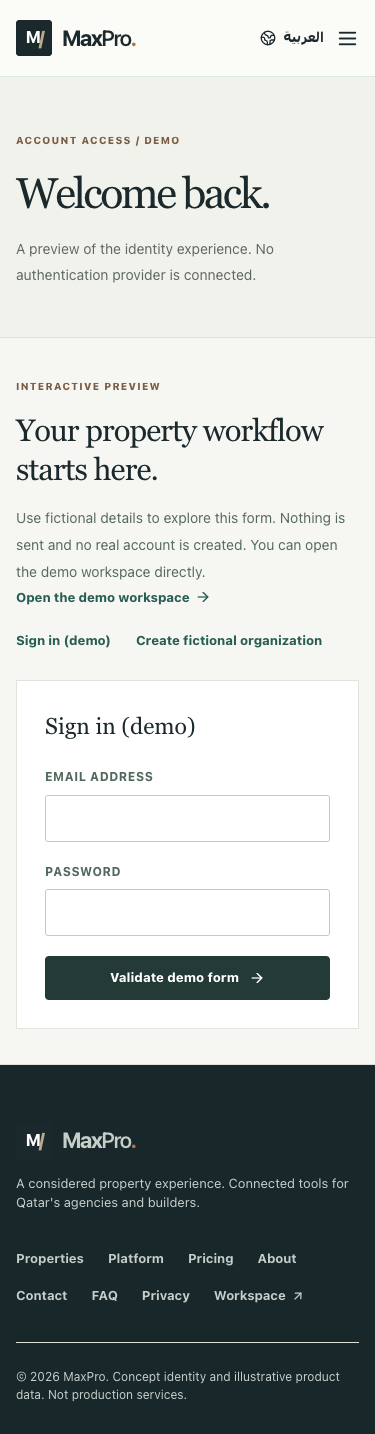 M/ MaxPro.
العربية
ACCOUNT ACCESS / DEMO
Welcome back.
A preview of the identity experience. No
authentication provider is connected.
INTERACTIVE PREVIEW
Your property workflow
starts here.
Use fictional details to explore this form. Nothing is
sent and no real account is created. You can open
the demo workspace directly.
Open the demo workspace →
Sign in (demo) Create fictional organization
Sign in (demo)
EMAIL ADDRESS
PASSWORD
Validate demo form →
M/ MaxPro.
A considered property experience. Connected tools for
Qatar's agencies and builders.
Properties Platform Pricing About
Contact FAQ Privacy Workspace ↗
© 2026 MaxPro. Concept identity and illustrative product
data. Not production services.